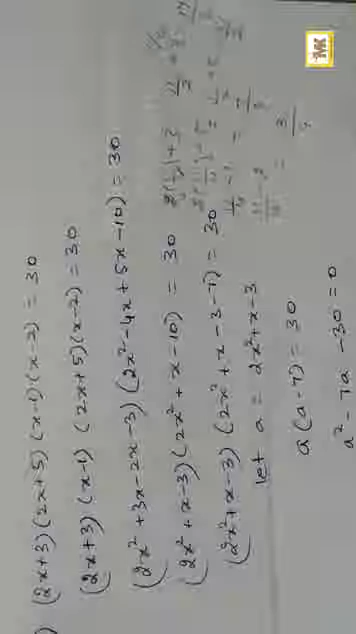 ) (2x+3)(2x+5)(x-1)(x-2) = 30
(2x+3)(x-1) (2x+5)(x-2) = 30
(2x²+3x-2x-3)(2x²-4x+5x-10) = 30
(2x²+x-3)(2x²+x-10) = 30
(2x²+x-3)(2x²+x-3-7) = 30
let a = 2x²+x-3
a(a-7) = 30
a²-7a-30=0
MK